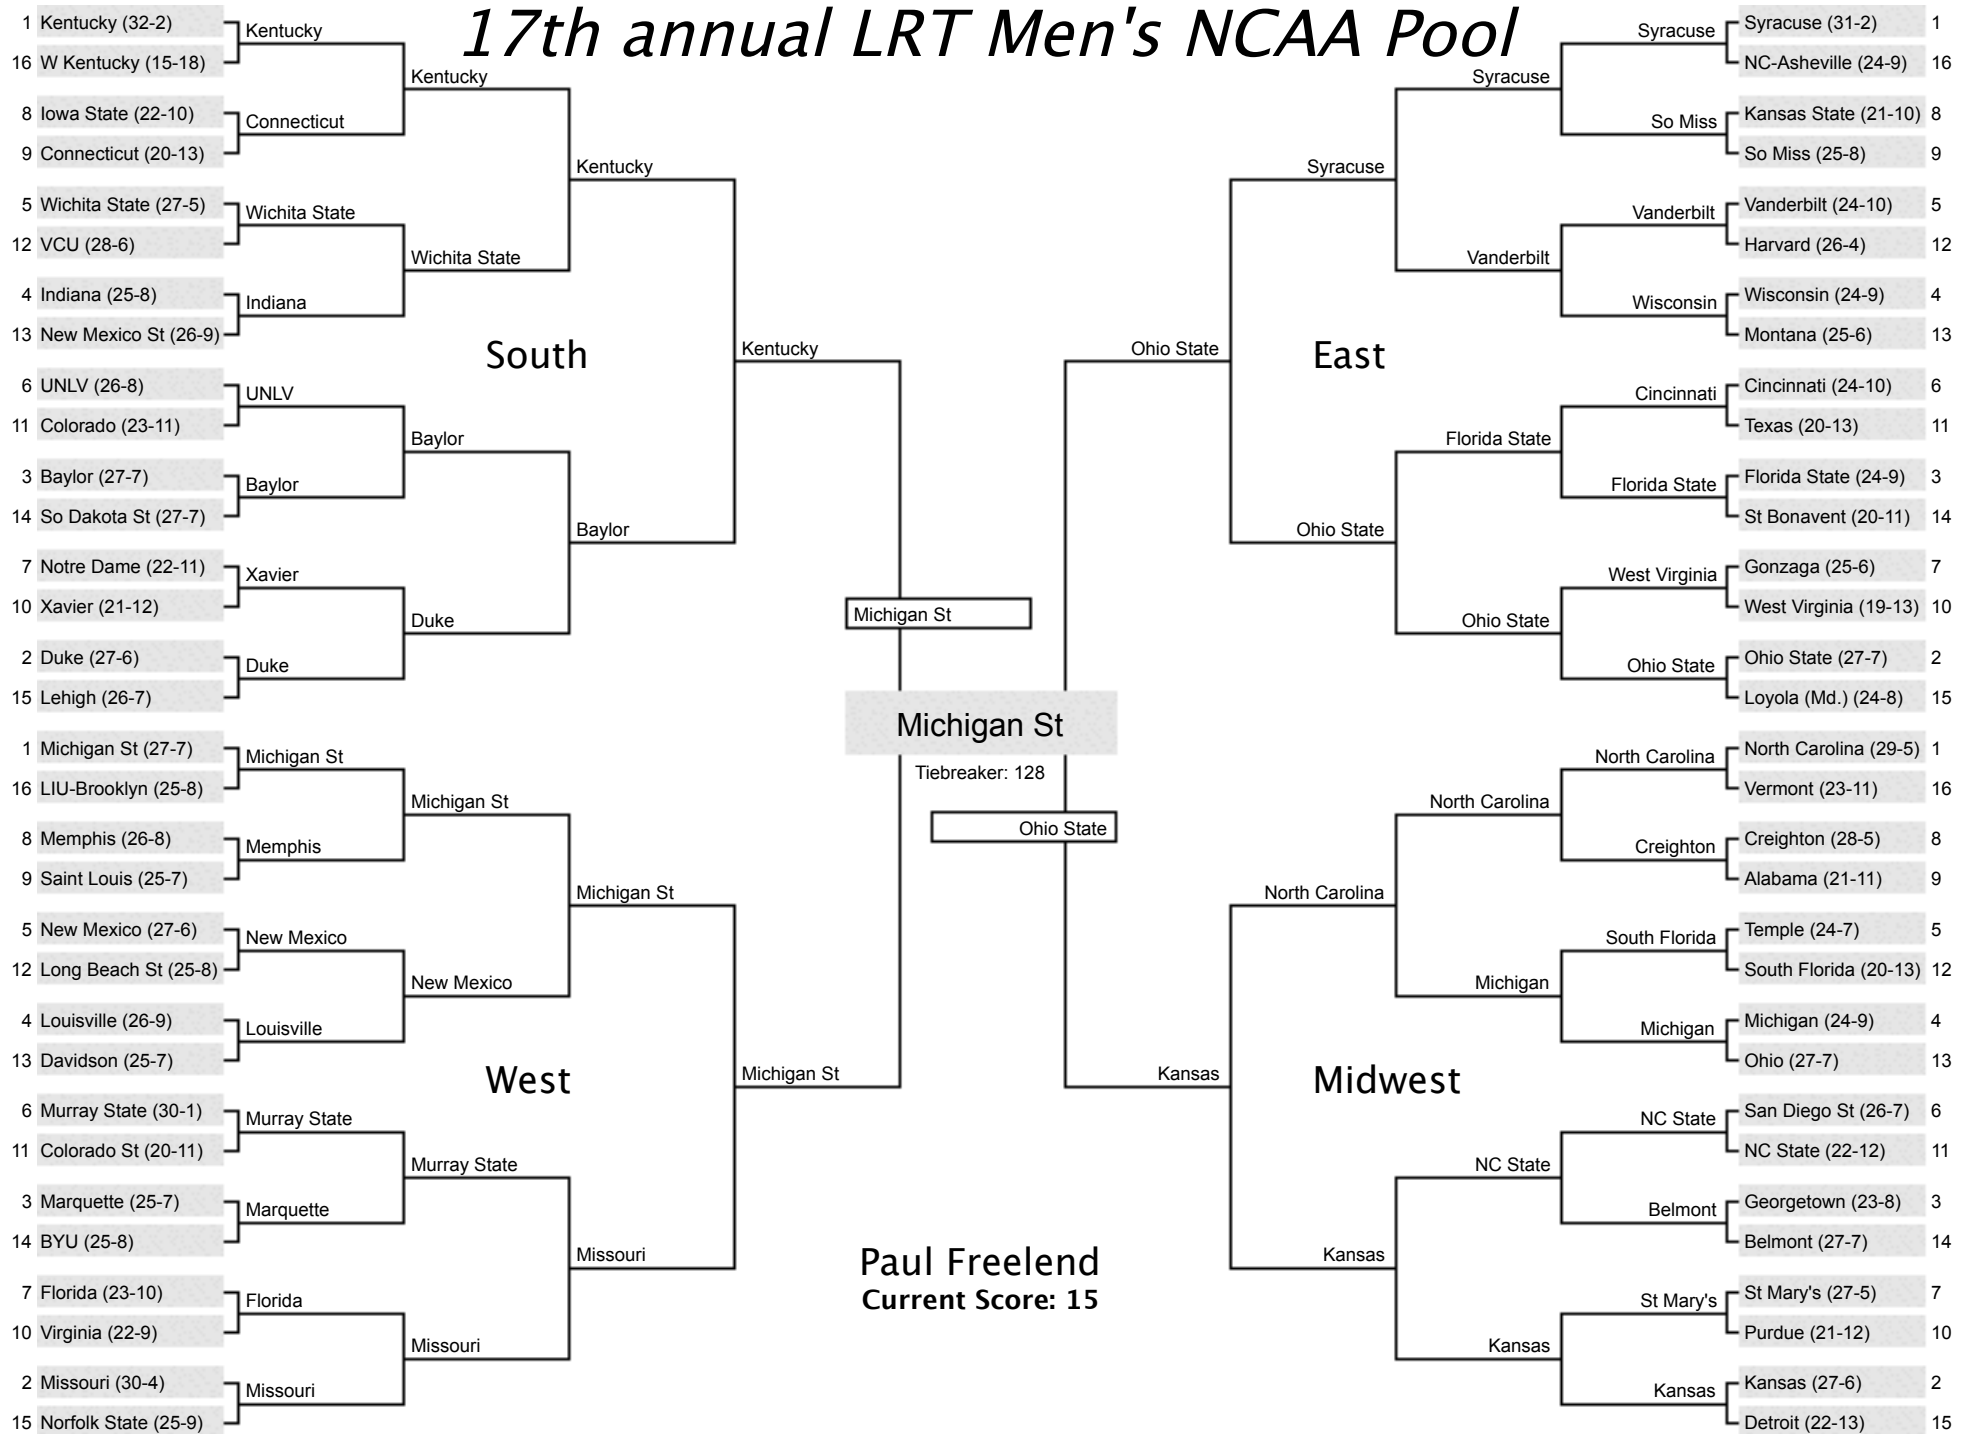 17th annual LRT Men's NCAA Pool
1 Kentucky (32-2)
Kentucky
16 W Kentucky (15-18)
Kentucky
8 Iowa State (22-10)
Connecticut
9 Connecticut (20-13)
Kentucky
5 Wichita State (27-5)
Wichita State
12 VCU (28-6)
Wichita State
4 Indiana (25-8)
Indiana
13 New Mexico St (26-9)
South
Kentucky
6 UNLV (26-8)
UNLV
11 Colorado (23-11)
Baylor
3 Baylor (27-7)
Baylor
14 So Dakota St (27-7)
Baylor
7 Notre Dame (22-11)
Xavier
10 Xavier (21-12)
Duke
2 Duke (27-6)
Duke
15 Lehigh (26-7)
1 Michigan St (27-7)
Michigan St
16 LIU-Brooklyn (25-8)
Michigan St
8 Memphis (26-8)
Memphis
9 Saint Louis (25-7)
Michigan St
5 New Mexico (27-6)
New Mexico
12 Long Beach St (25-8)
New Mexico
4 Louisville (26-9)
Louisville
13 Davidson (25-7)
West
Michigan St
6 Murray State (30-1)
Murray State
11 Colorado St (20-11)
Murray State
3 Marquette (25-7)
Marquette
14 BYU (25-8)
Missouri
7 Florida (23-10)
Florida
10 Virginia (22-9)
Missouri
2 Missouri (30-4)
Missouri
15 Norfolk State (25-9)
Michigan St
Michigan St
Tiebreaker: 128
Ohio State
Paul Freelend
Current Score: 15
Syracuse (31-2) 1
Syracuse
NC-Asheville (24-9) 16
Syracuse
Kansas State (21-10) 8
So Miss
So Miss (25-8) 9
Syracuse
Vanderbilt (24-10) 5
Vanderbilt
Harvard (26-4) 12
Vanderbilt
Wisconsin (24-9) 4
Wisconsin
Montana (25-6) 13
Ohio State
East
Cincinnati (24-10) 6
Cincinnati
Texas (20-13) 11
Florida State
Florida State (24-9) 3
Florida State
St Bonavent (20-11) 14
Ohio State
Gonzaga (25-6) 7
West Virginia
West Virginia (19-13) 10
Ohio State
Ohio State (27-7) 2
Ohio State
Loyola (Md.) (24-8) 15
North Carolina (29-5) 1
North Carolina
Vermont (23-11) 16
North Carolina
Creighton (28-5) 8
Creighton
Alabama (21-11) 9
North Carolina
Temple (24-7) 5
South Florida
South Florida (20-13) 12
Michigan
Michigan (24-9) 4
Michigan
Ohio (27-7) 13
Kansas
Midwest
San Diego St (26-7) 6
NC State
NC State (22-12) 11
NC State
Georgetown (23-8) 3
Belmont
Belmont (27-7) 14
Kansas
St Mary's (27-5) 7
St Mary's
Purdue (21-12) 10
Kansas
Kansas (27-6) 2
Kansas
Detroit (22-13) 15